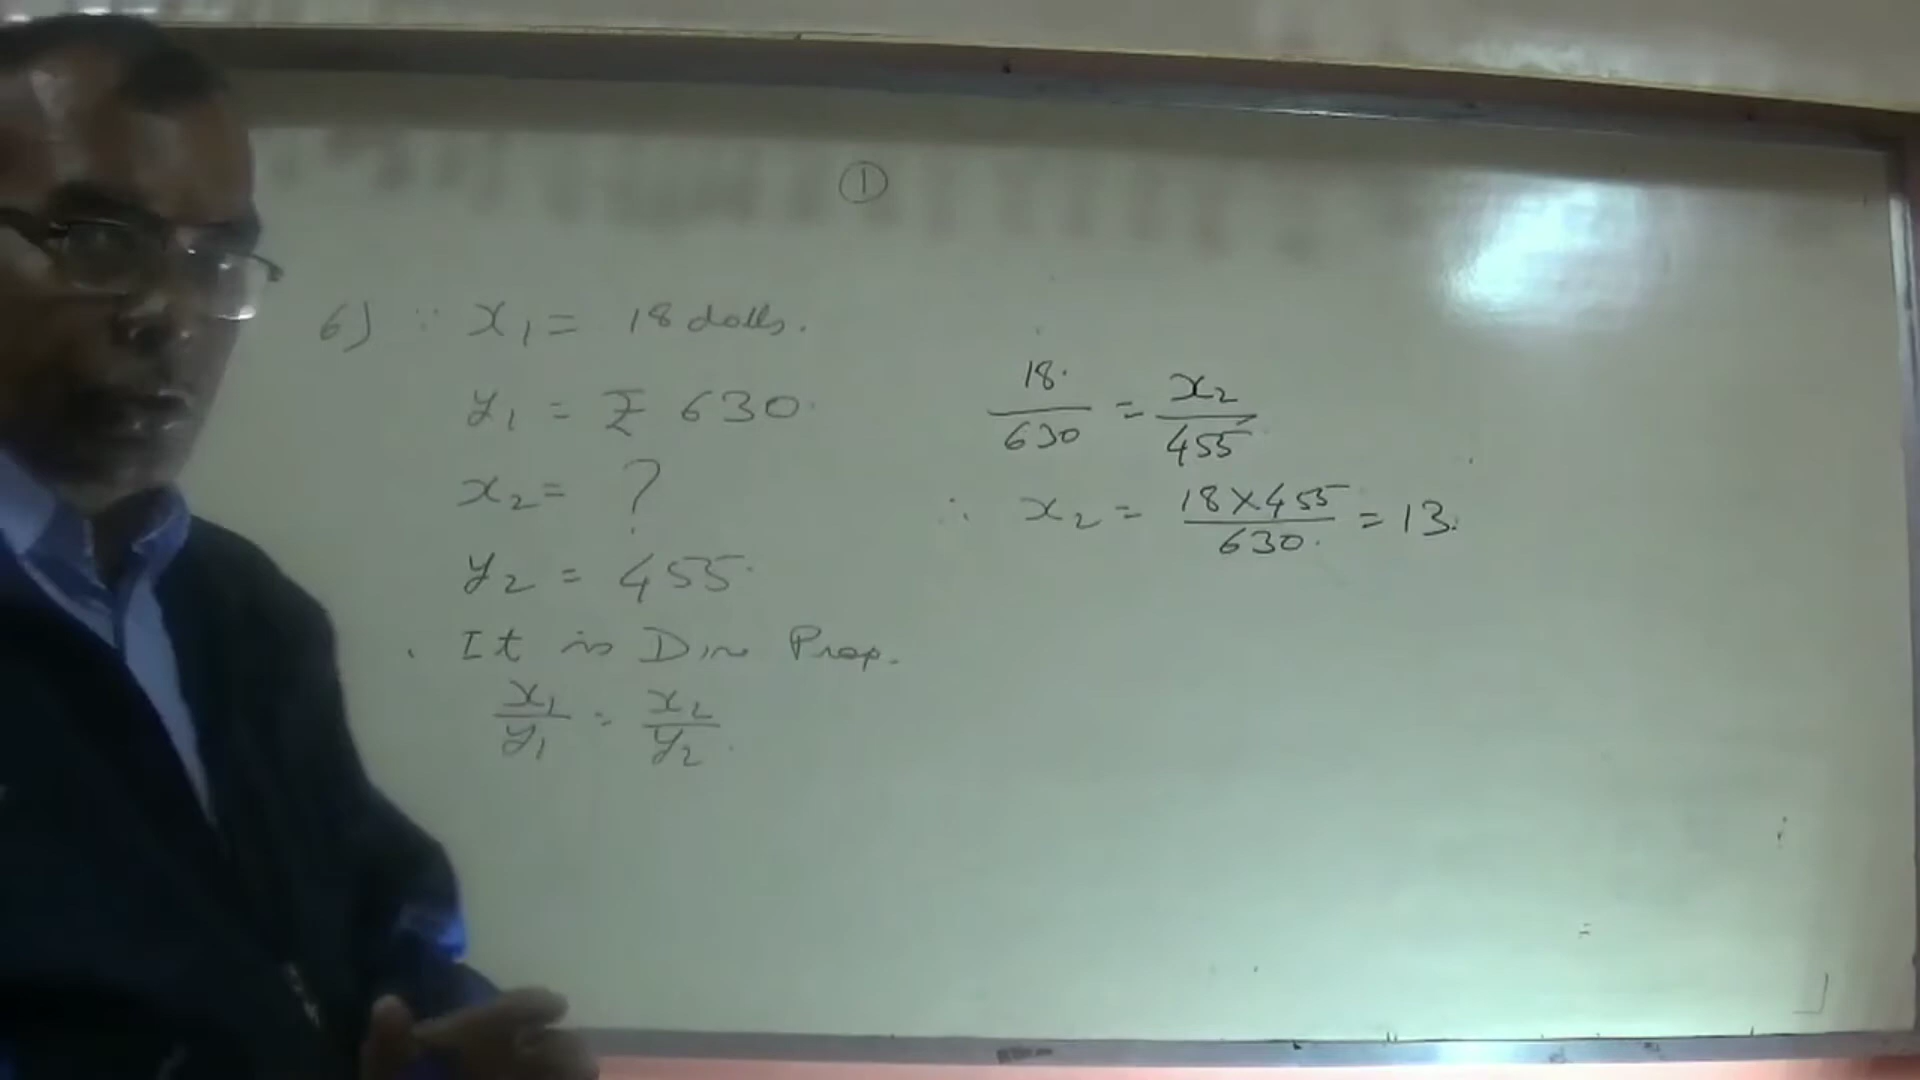 ①
6) ∵ x₁ = 18 dolls.
y₁ = ₹ 630
x₂ = ?
y₂ = 455.
It is Dire Prop.
x₁/y₁ = x₂/y₂.
18/630 = x₂/455
∴ x₂ = 18×455/630 = 13.